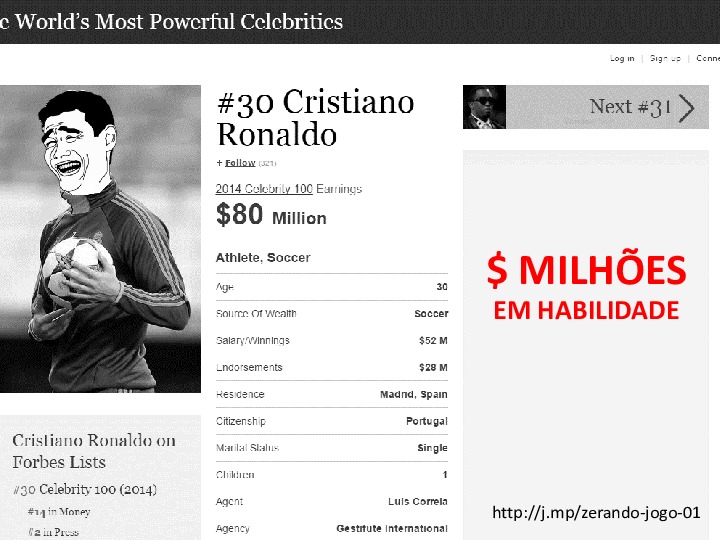 e World's Most Powerful Celebrities
Log in | Sign up | Conne
#30 Cristiano
Ronaldo
+ Follow (321)
2014 Celebrity 100 Earnings
$80 Million
Athlete, Soccer
Age 30
Source Of Wealth Soccer
Salary/Winnings $52 M
Endorsements $28 M
Residence Madrid, Spain
Citizenship Portugal
Marital Status Single
Children 1
Agent Luis Correia
Agency Gestifute International
Next #31
$ MILHÕES
EM HABILIDADE
Cristiano Ronaldo on
Forbes Lists
#30 Celebrity 100 (2014)
#14 in Money
#2 in Press
http://j.mp/zerando-jogo-01